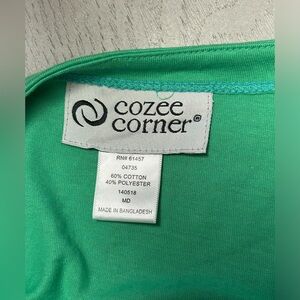 cozee
corner®
RN# 61457
04735
60% COTTON
40% POLYESTER
140518
MD
MADE IN BANGLADESH